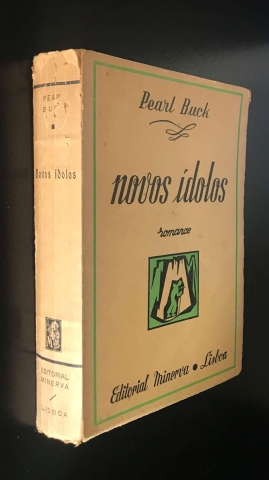 PEARL
BUCK
Novos ídolos
EDITORIAL
MINERVA
LISBOA
Pearl Buck
novos ídolos
romance
Editorial Minerva • Lisboa